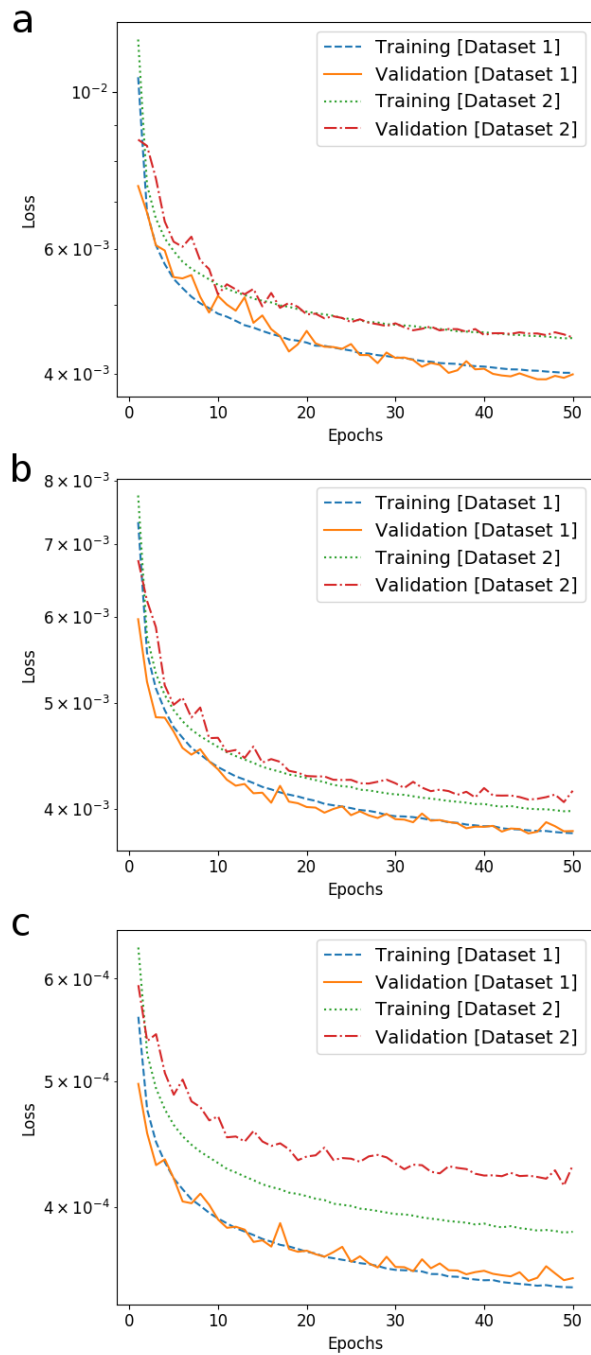 a
Training [Dataset 1]
Validation [Dataset 1]
Training [Dataset 2]
Validation [Dataset 2]
10⁻²
6 × 10⁻³
4 × 10⁻³
Loss
0 10 20 30 40 50
Epochs
b
Training [Dataset 1]
Validation [Dataset 1]
Training [Dataset 2]
Validation [Dataset 2]
8 × 10⁻³
7 × 10⁻³
6 × 10⁻³
5 × 10⁻³
4 × 10⁻³
Loss
0 10 20 30 40 50
Epochs
c
Training [Dataset 1]
Validation [Dataset 1]
Training [Dataset 2]
Validation [Dataset 2]
6 × 10⁻⁴
5 × 10⁻⁴
4 × 10⁻⁴
Loss
0 10 20 30 40 50
Epochs